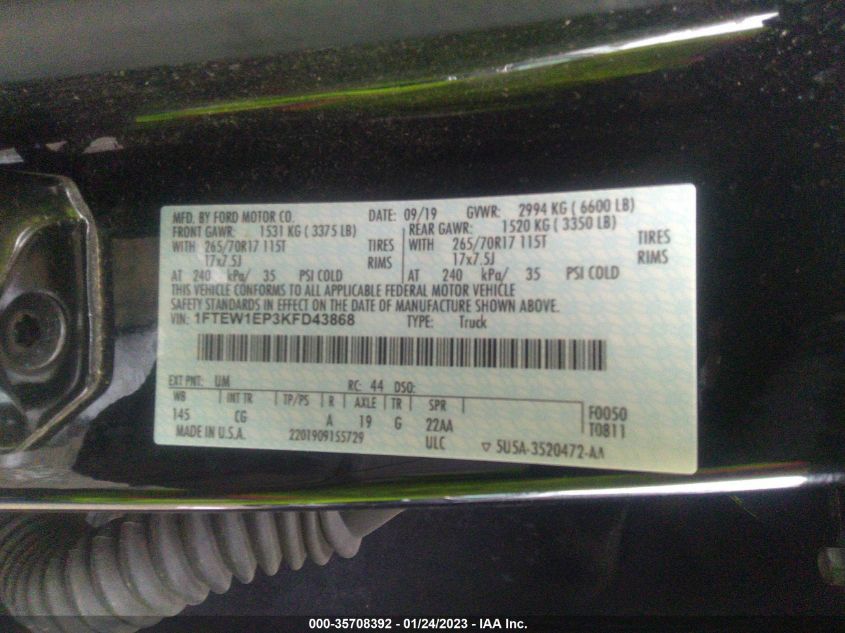 MFD. BY FORD MOTOR CO. DATE: 09/19 GVWR: 2994 KG ( 6600 LB)
FRONT GAWR: 1531 KG ( 3375 LB) REAR GAWR: 1520 KG ( 3350 LB)
WITH 265/70R17 115T TIRES WITH 265/70R17 115T TIRES
17x7.5J RIMS 17x7.5J RIMS
AT 240 kPa/ 35 PSI COLD AT 240 kPa/ 35 PSI COLD
THIS VEHICLE CONFORMS TO ALL APPLICABLE FEDERAL MOTOR VEHICLE
SAFETY STANDARDS IN EFFECT ON THE DATE OF MANUFACTURE SHOWN ABOVE.
VIN: 1FTEW1EP3KFD43868 TYPE: Truck
EXT PNT: UM RC: 44 DSO:
WB INT TR TP/PS R AXLE TR SPR
145 CG A 19 G 22AA F0050
T0811
MADE IN U.S.A. 2201909155729 ULC ▽ 5U5A-3520472-AA
000-35708392 - 01/24/2023 - IAA Inc.